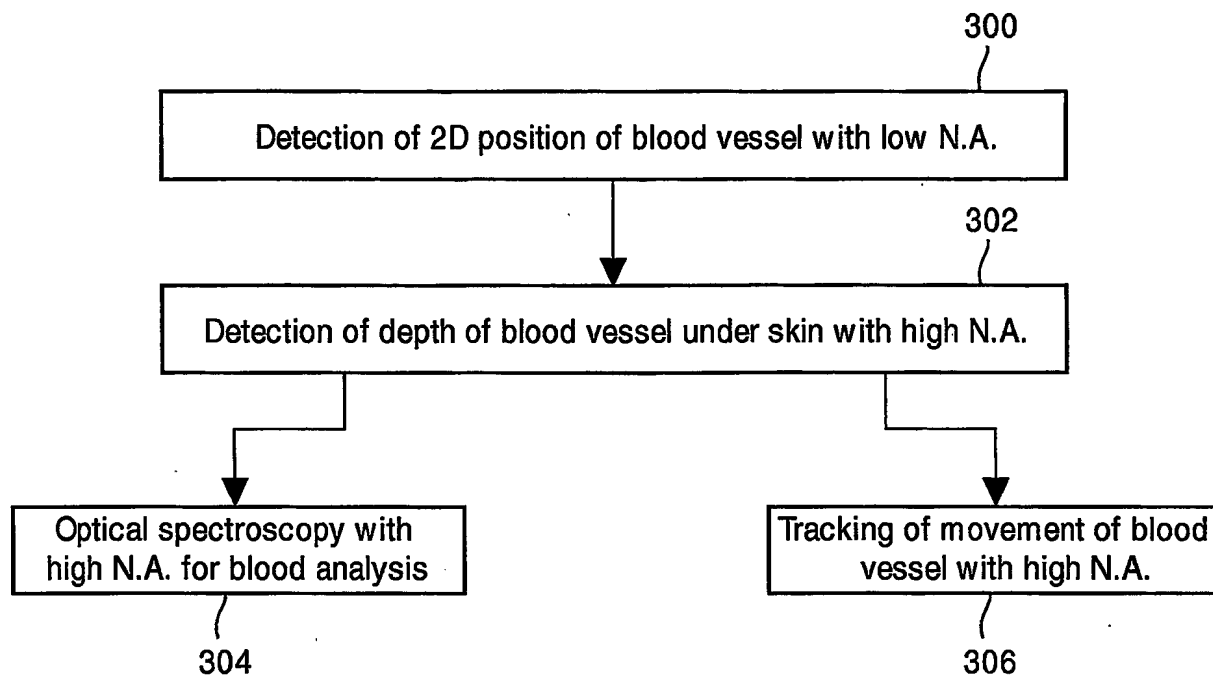 300
Detection of 2D position of blood vessel with low N.A.
302
Detection of depth of blood vessel under skin with high N.A.
Optical spectroscopy with
high N.A. for blood analysis
Tracking of movement of blood
vessel with high N.A.
304
306